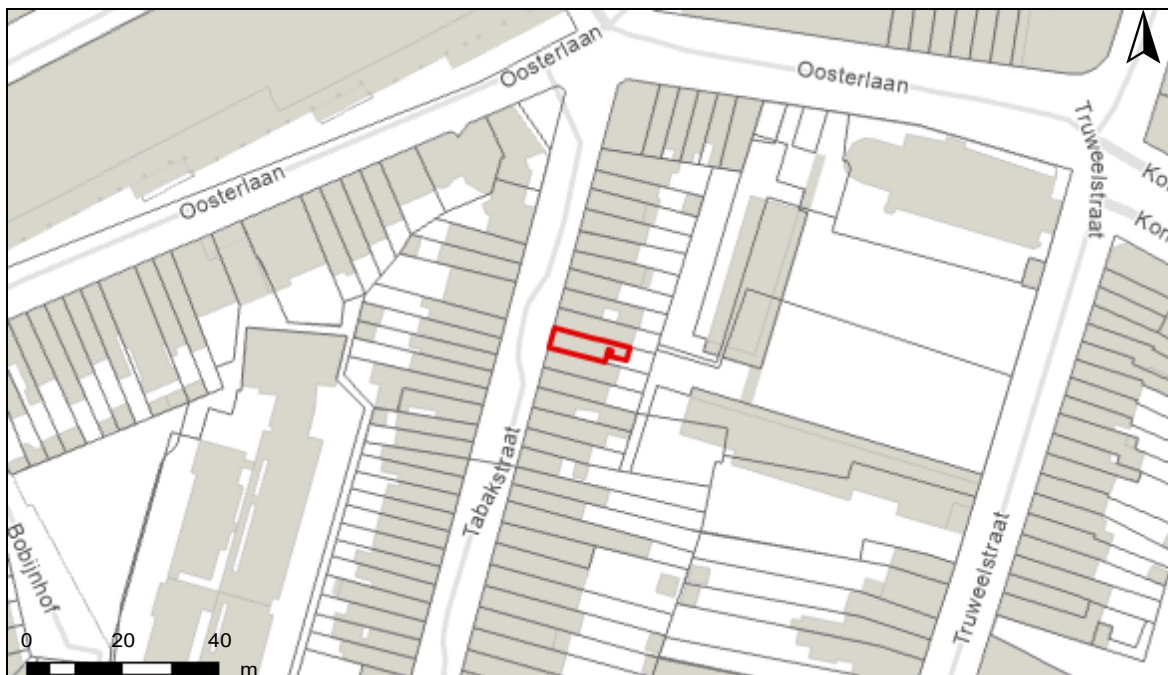 Oosterlaan
Oosterlaan
Oosterlaan
Truweelstraat
Tabakstraat
Truweelstraat
Bobijnhof
0 20 40
m